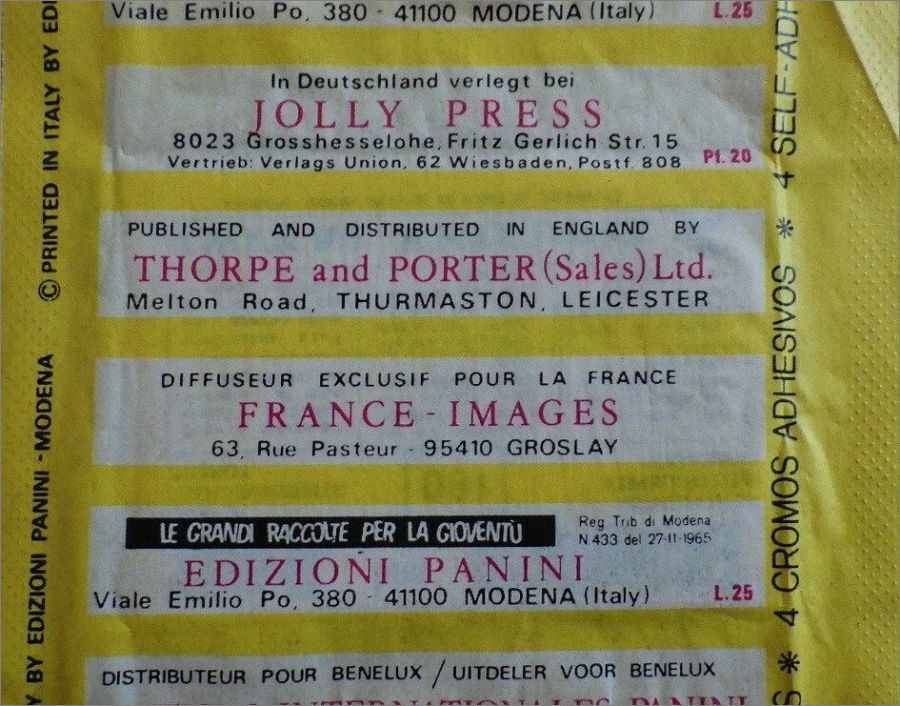 Viale Emilio Po, 380 - 41100 MODENA (Italy) L.25
In Deutschland verlegt bei
JOLLY PRESS
8023 Grosshesselohe, Fritz Gerlich Str. 15
Vertrieb: Verlags Union, 62 Wiesbaden, Postf. 808 Pf. 20
PUBLISHED AND DISTRIBUTED IN ENGLAND BY
THORPE and PORTER (Sales) Ltd.
Melton Road, THURMASTON, LEICESTER
DIFFUSEUR EXCLUSIF POUR LA FRANCE
FRANCE - IMAGES
63, Rue Pasteur - 95410 GROSLAY
LE GRANDI RACCOLTE PER LA GIOVENTÙ
Reg Trib di Modena
N 433 del 27-11-1965
EDIZIONI PANINI
Viale Emilio Po, 380 - 41100 MODENA (Italy) L.25
DISTRIBUTEUR POUR BENELUX / UITDELER VOOR BENELUX
INTERNATIONALES PANINI
BY EDIZIONI PANINI - MODENA © PRINTED IN ITALY BY
* 4 CROMOS ADHESIVOS * 4